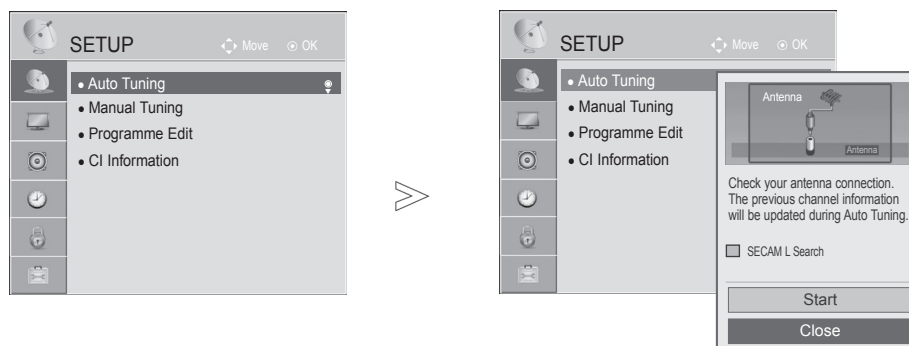 SETUP
Move
OK
• Auto Tuning
• Manual Tuning
• Programme Edit
• CI Information
SETUP
Move
OK
• Auto Tuning
• Manual Tuning
• Programme Edit
• CI Information
Antenna
Antenna
Check your antenna connection.
The previous channel information
will be updated during Auto Tuning.
SECAM L Search
Start
Close